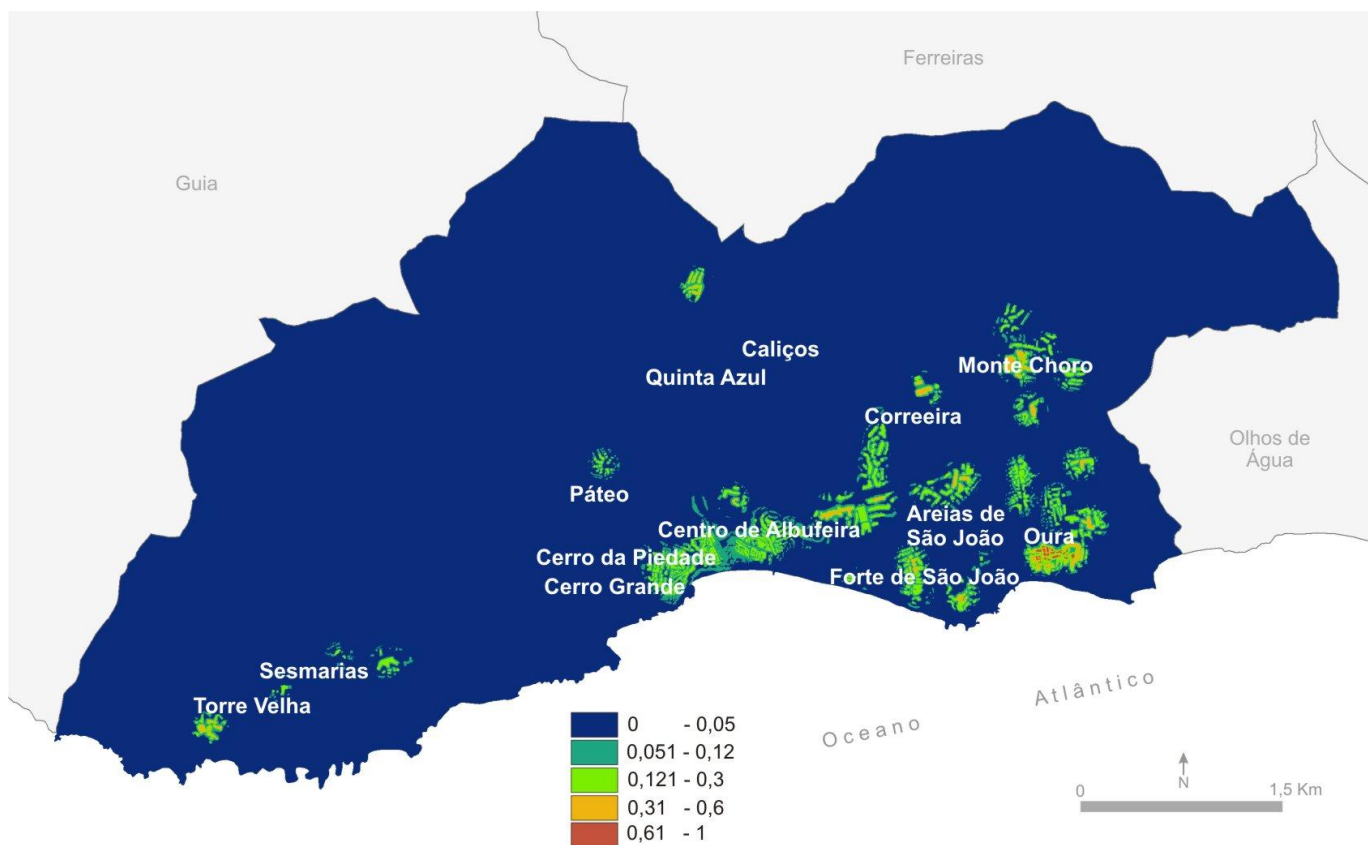 Ferreiras
Guia
Caliços
Quinta Azul
Monte Choro
Correeira
Olhos de
Água
Páteo
Centro de Albufeira
Areias de
São João
Oura
Cerro da Piedade
Cerro Grande
Forte de São João
Sesmarias
Torre Velha
Oceano Atlântico
0 - 0,05
0,051 - 0,12
0,121 - 0,3
0,31 - 0,6
0,61 - 1
N
0 1,5 Km